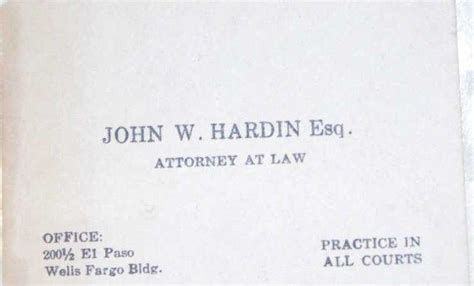 JOHN W. HARDIN Esq.
ATTORNEY AT LAW
OFFICE:
200½ El Paso
Wells Fargo Bldg.
PRACTICE IN
ALL COURTS